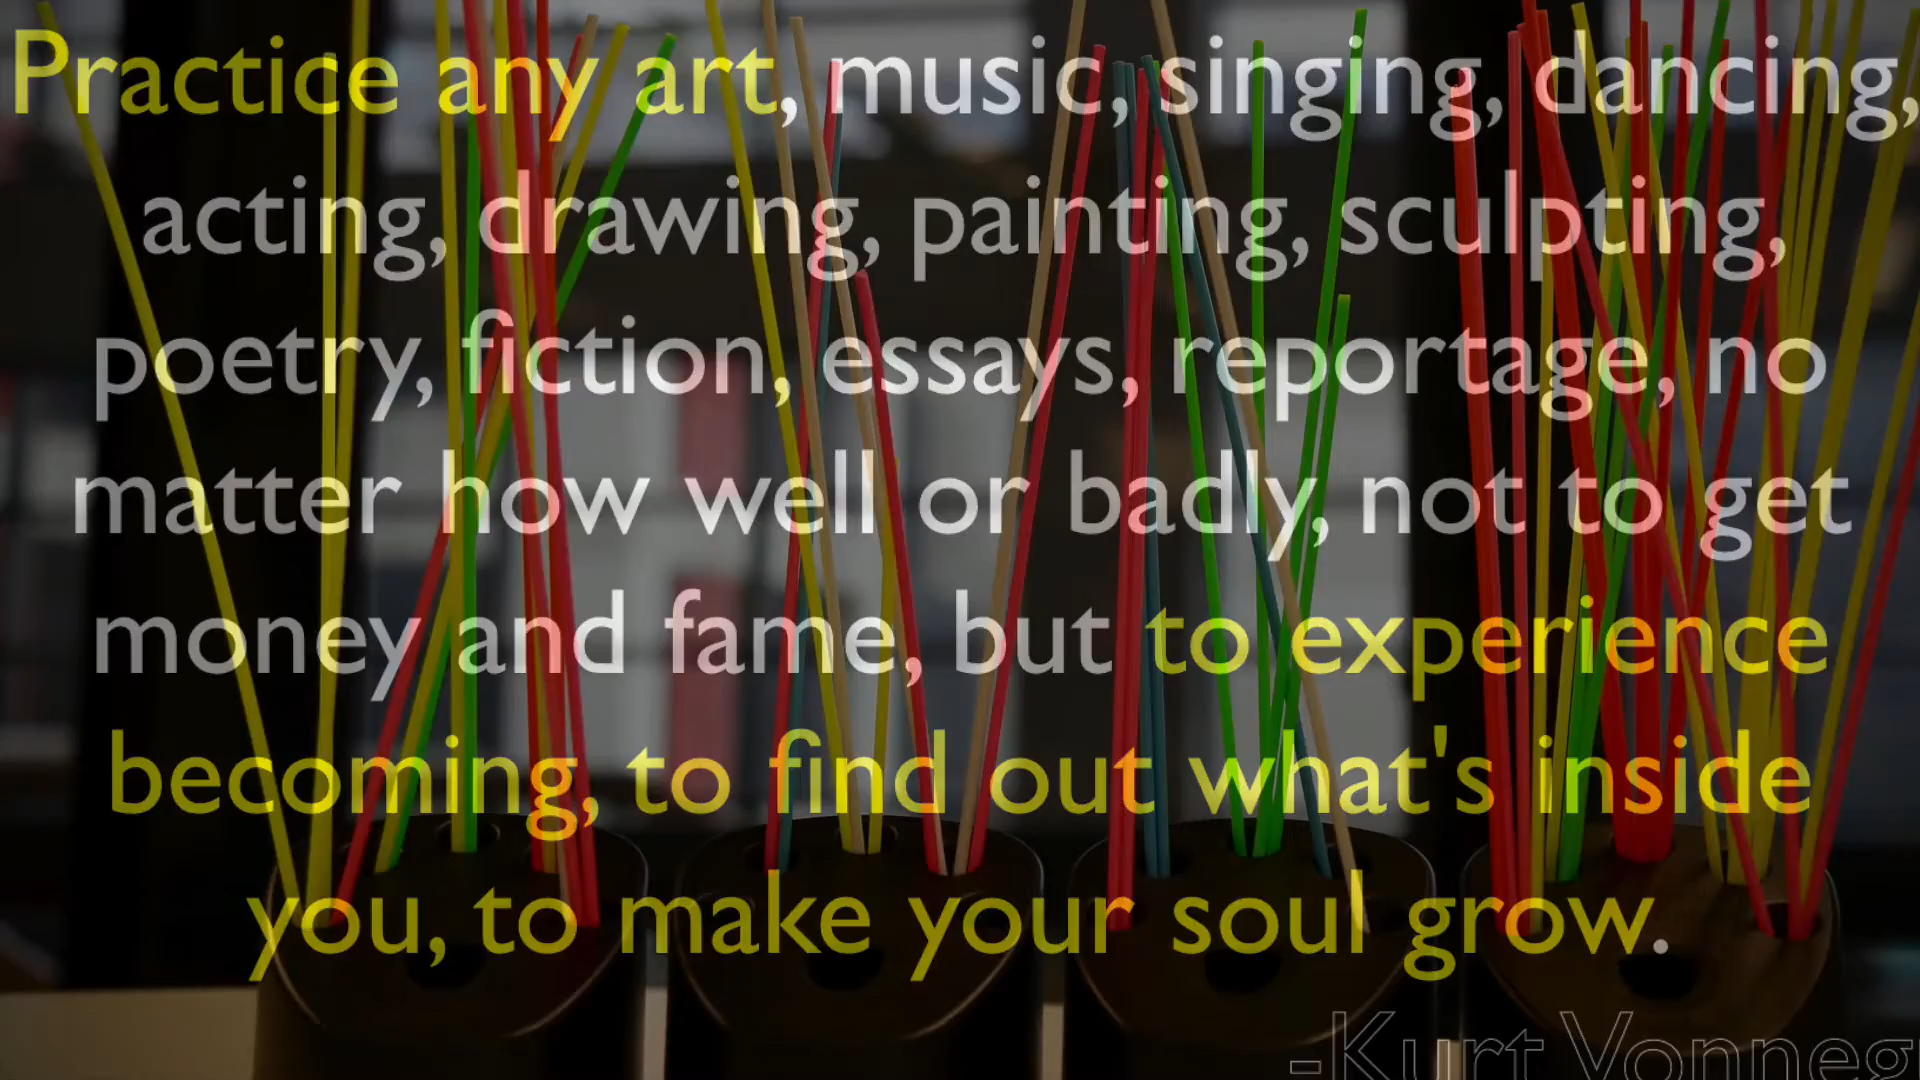 Practice any art, music, singing, dancing,
acting, drawing, painting, sculpting,
poetry, fiction, essays, reportage, no
matter how well or badly, not to get
money and fame, but to experience
becoming, to find out what's inside
you, to make your soul grow.
-Kurt Vonneg